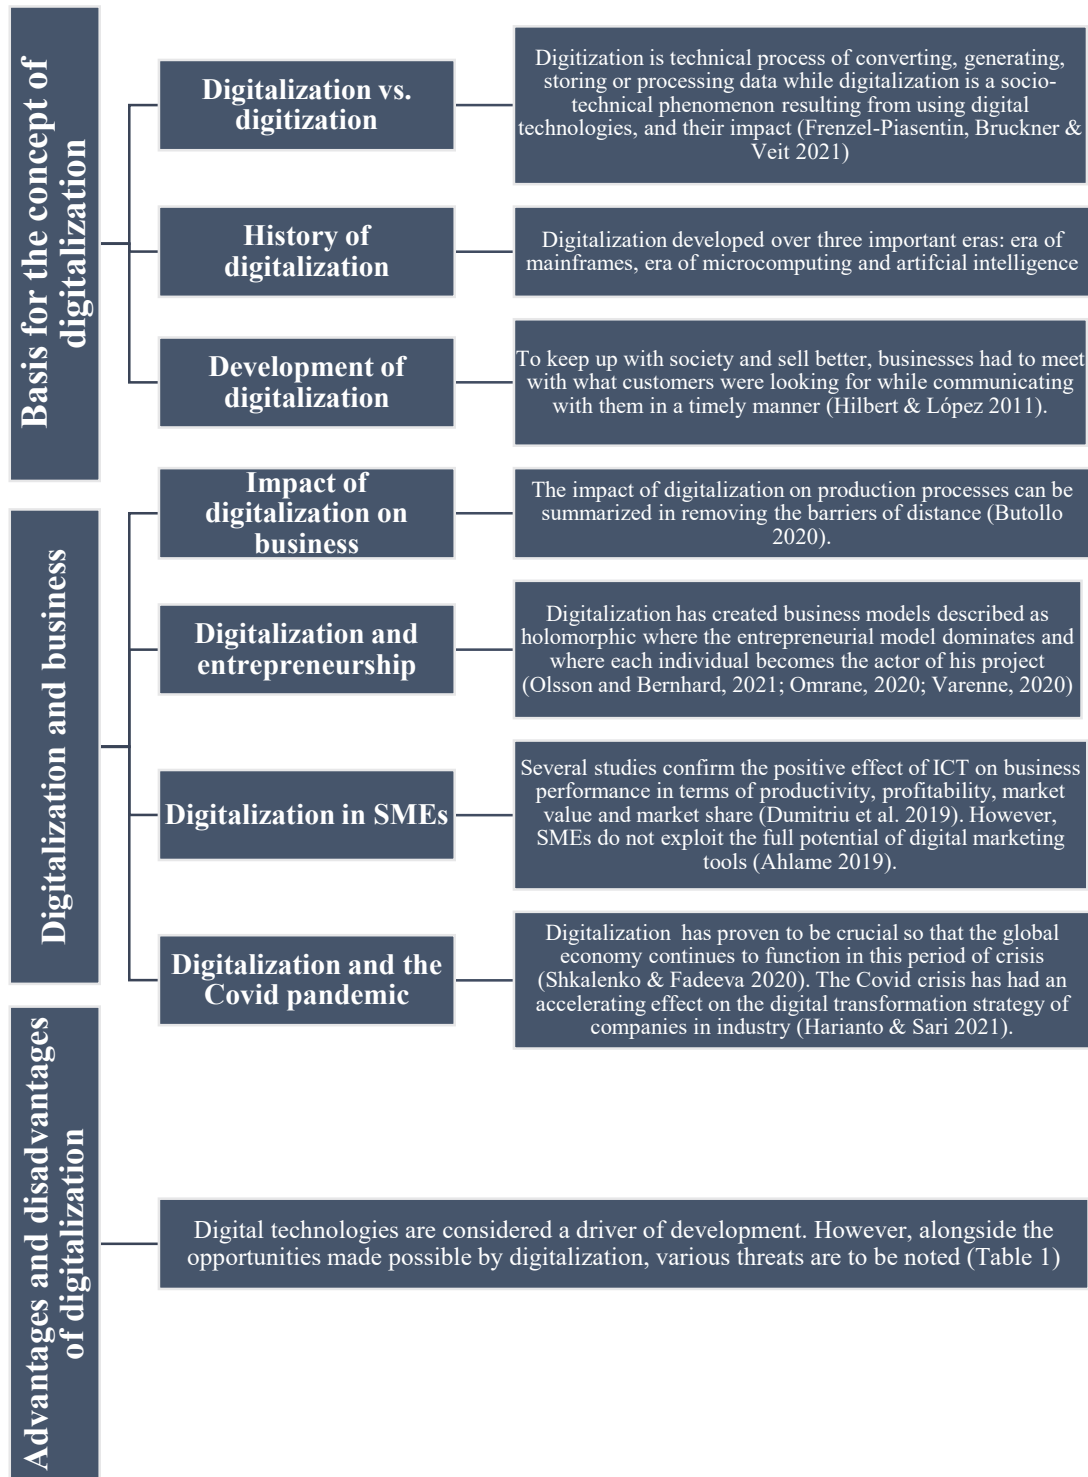 Basis for the concept of
digitalization
Digitalization vs.
digitization
Digitization is technical process of converting, generating,
storing or processing data while digitalization is a socio-
technical phenomenon resulting from using digital
technologies, and their impact (Frenzel-Piasentin, Bruckner &
Veit 2021)
History of
digitalization
Digitalization developed over three important eras: era of
mainframes, era of microcomputing and artifcial intelligence
Development of
digitalization
To keep up with society and sell better, businesses had to meet
with what customers were looking for while communicating
with them in a timely manner (Hilbert & López 2011).
Digitalization and business
Impact of
digitalization on
business
The impact of digitalization on production processes can be
summarized in removing the barriers of distance (Butollo
2020).
Digitalization and
entrepreneurship
Digitalization has created business models described as
holomorphic where the entrepreneurial model dominates and
where each individual becomes the actor of his project
(Olsson and Bernhard, 2021; Omrane, 2020; Varenne, 2020)
Digitalization in SMEs
Several studies confirm the positive effect of ICT on business
performance in terms of productivity, profitability, market
value and market share (Dumitriu et al. 2019). However,
SMEs do not exploit the full potential of digital marketing
tools (Ahlame 2019).
Digitalization and the
Covid pandemic
Digitalization has proven to be crucial so that the global
economy continues to function in this period of crisis
(Shkalenko & Fadeeva 2020). The Covid crisis has had an
accelerating effect on the digital transformation strategy of
companies in industry (Harianto & Sari 2021).
Advantages and disadvantages
of digitalization
Digital technologies are considered a driver of development. However, alongside the
opportunities made possible by digitalization, various threats are to be noted (Table 1)